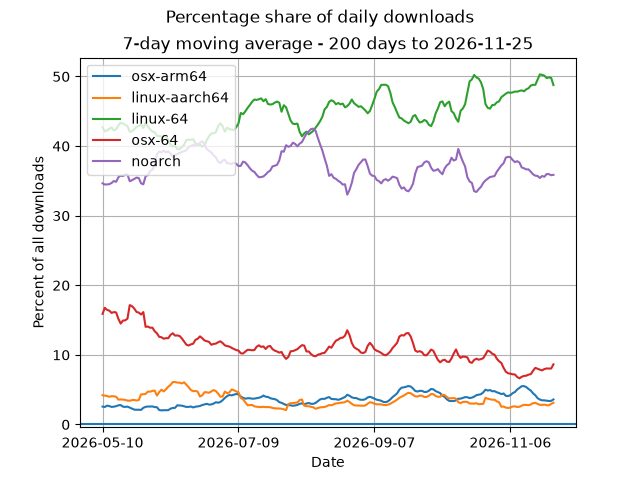 Percentage share of daily downloads
7-day moving average - 200 days to 2026-11-25
osx-arm64
linux-aarch64
linux-64
osx-64
noarch
Percent of all downloads
50
40
30
20
10
0
2026-05-10
2026-07-09
2026-09-07
2026-11-06
Date